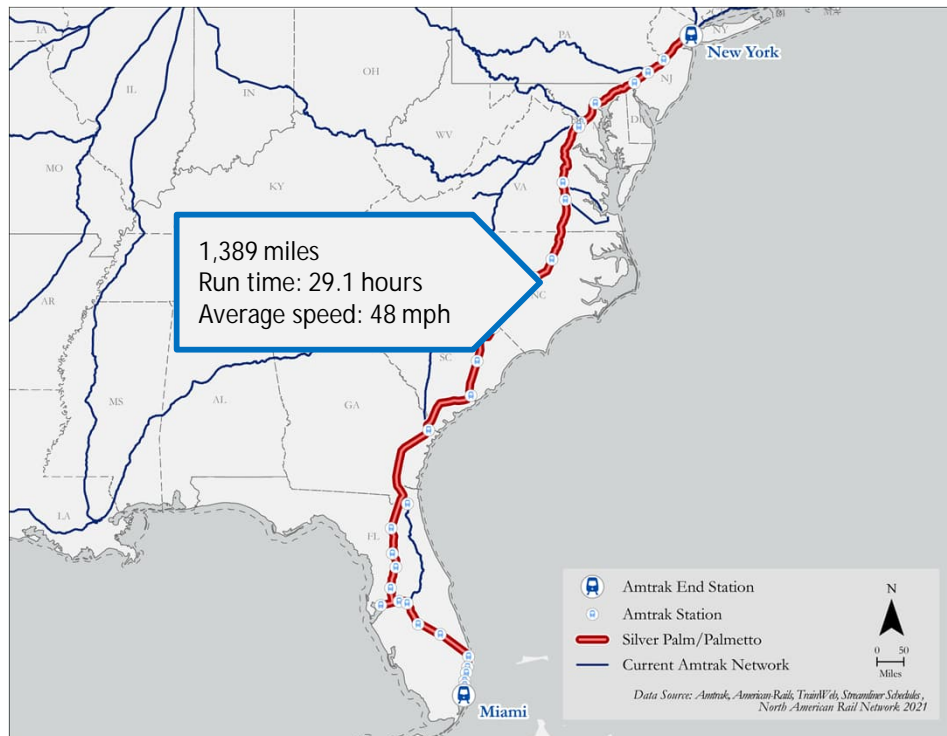 IA
PA
NY
New York
NJ
OH
IL
IN
DE
WV
MO
VA
KY
1,389 miles
Run time: 29.1 hours
Average speed: 48 mph
NC
AR
SC
MS
AL
GA
LA
FL
Miami
Amtrak End Station
Amtrak Station
Silver Palm/Palmetto
Current Amtrak Network
N
0 50
Miles
Data Source: Amtrak, American-Rails, TrainWeb, Streamliner Schedules,
North American Rail Network 2021